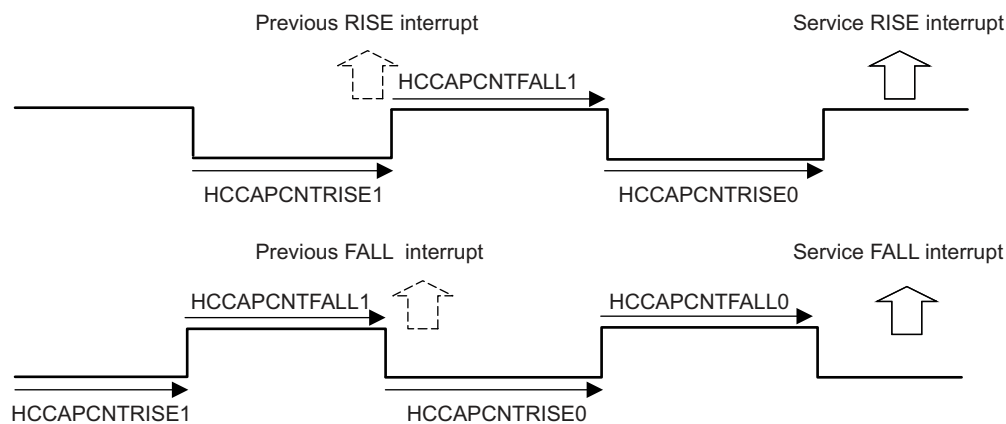 Previous RISE interrupt
Service RISE interrupt
HCCAPCNTFALL1
HCCAPCNTRISE1
HCCAPCNTRISE0
Previous FALL interrupt
Service FALL interrupt
HCCAPCNTFALL1
HCCAPCNTFALL0
HCCAPCNTRISE1
HCCAPCNTRISE0